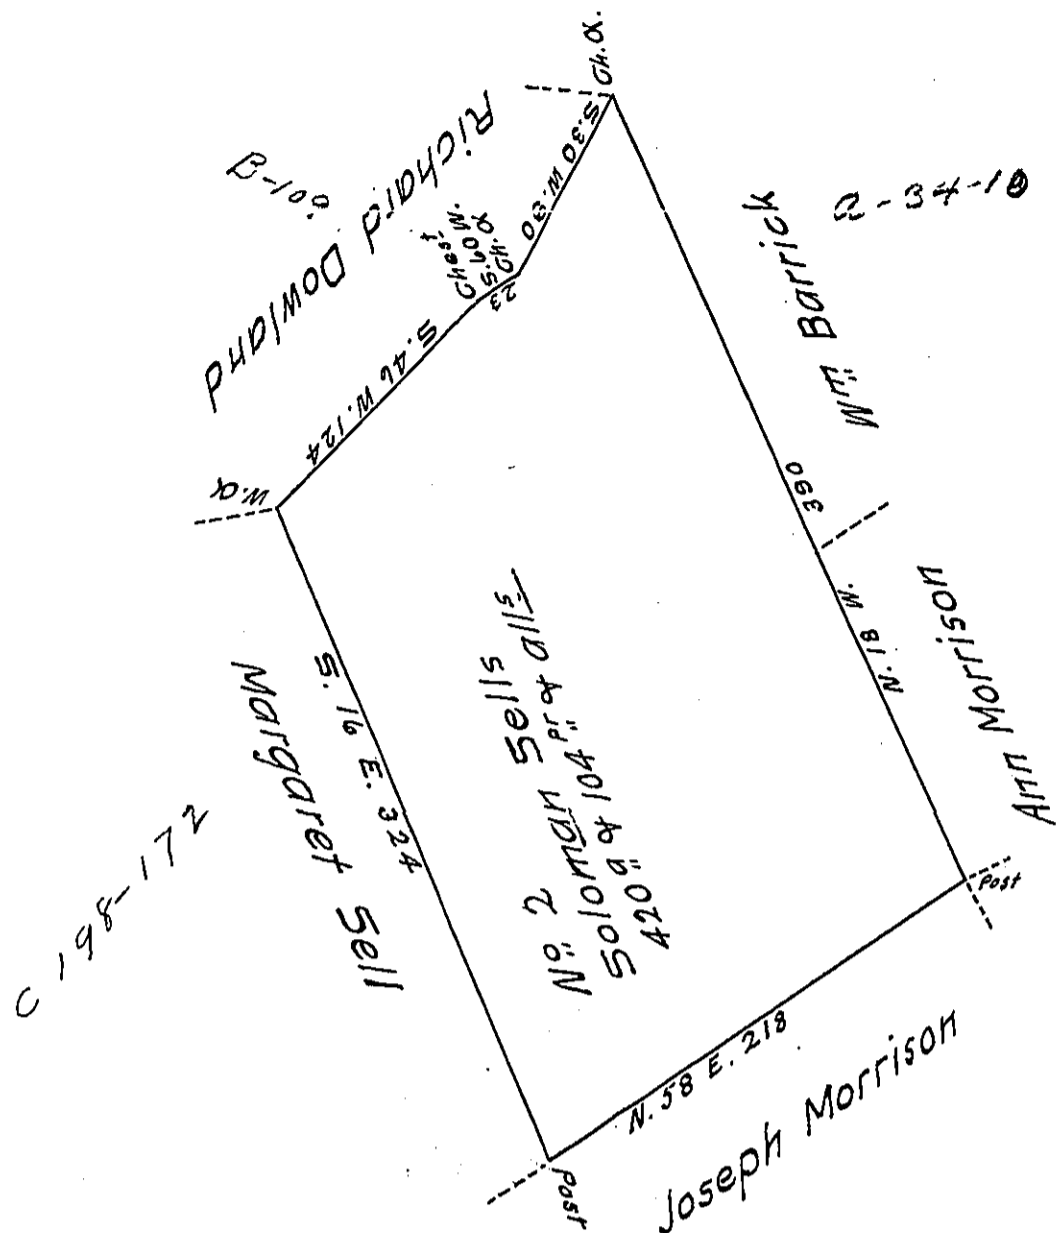 Ch. O.
S. 30 W. 30
Richard Dowland
B-100
Chest
S. 60 W.
Ch. O.
23
S. 46 W. 124
W. O.
Wm Barrick
a-34-10
390
N. 18 W.
Ann Morrison
Margaret Sell
S. 16 E. 324
C 198-172
No. 2
Soloman Sells
420 a & 104 pr & alls
Post
N. 58 E. 218
Joseph Morrison
Post